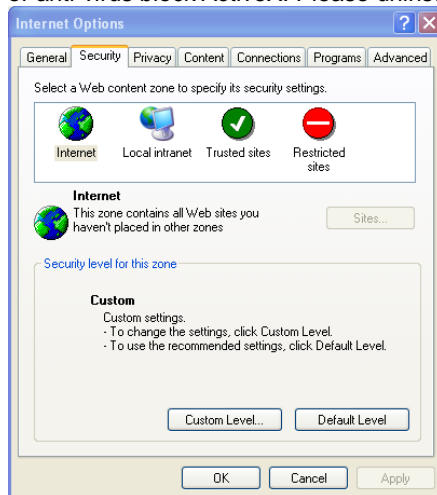 Internet Options
General Security Privacy Content Connections Programs Advanced
Select a Web content zone to specify its security settings.
Internet Local intranet Trusted sites Restricted sites
Internet
This zone contains all Web sites you
haven't placed in other zones
Sites...
Security level for this zone
Custom
Custom settings.
- To change the settings, click Custom Level.
- To use the recommended settings, click Default Level.
Custom Level... Default Level
OK Cancel Apply